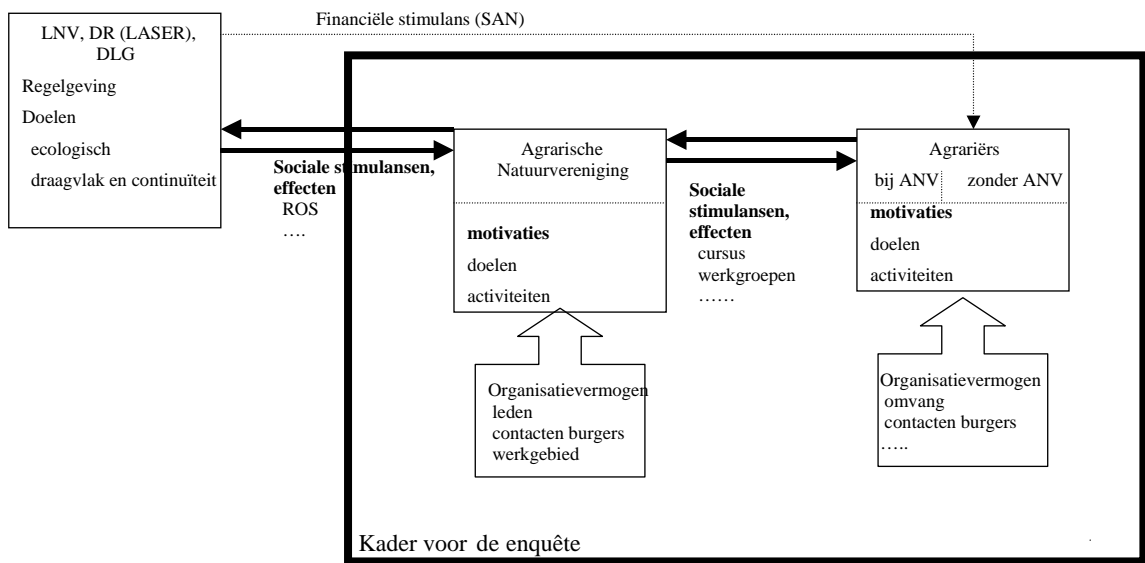 Financiële stimulans (SAN)
LNV, DR (LASER),
DLG
Regelgeving
Doelen
ecologisch
draagvlak en continuïteit
Sociale stimulansen,
effecten
ROS
….
Agrarische
Natuurvereniging
motivaties
doelen
activiteiten
Sociale
stimulansen,
effecten
cursus
werkgroepen
……
Agrariërs
bij ANV
zonder ANV
motivaties
doelen
activiteiten
Organisatievermogen
leden
contacten burgers
werkgebied
Organisatievermogen
omvang
contacten burgers
…..
Kader voor de enquête